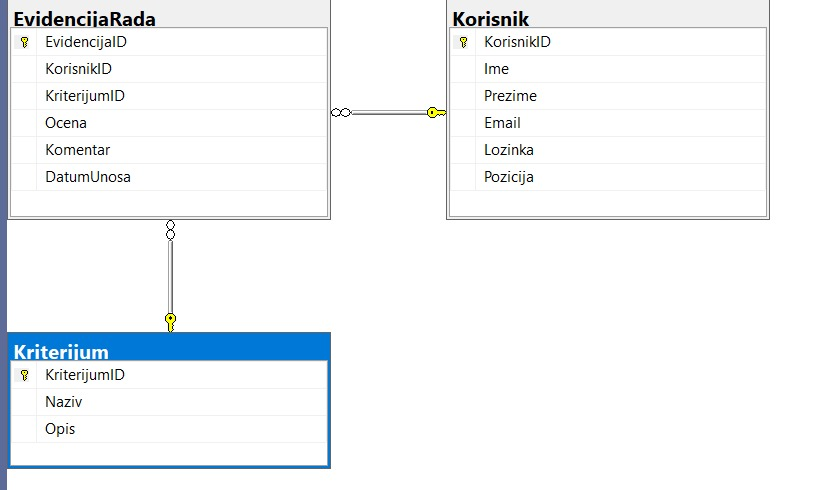 EvidencijaRada
EvidencijaID
KorisnikID
KriterijumID
Ocena
Komentar
DatumUnosa
Korisnik
KorisnikID
Ime
Prezime
Email
Lozinka
Pozicija
Kriterijum
KriterijumID
Naziv
Opis